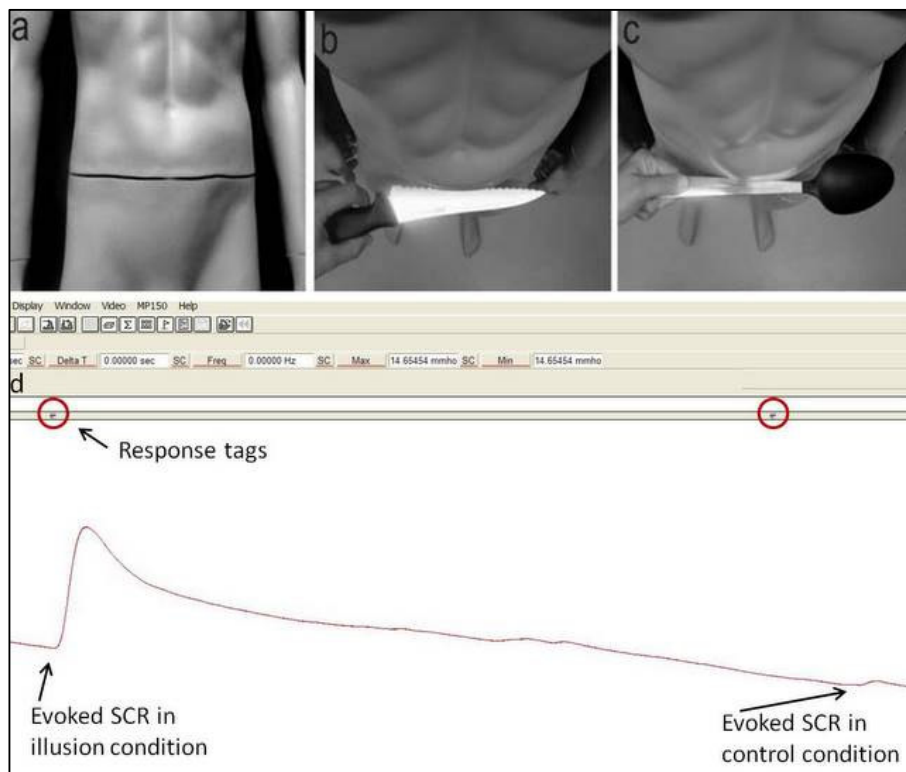 a
b
c
Display Window Video MP150 Help
sec SC Delta T 0.00000 sec SC Freq 0.00000 Hz SC Max 14.65454 mmho SC Min 14.65454 mmho
d
Response tags
Evoked SCR in
illusion condition
Evoked SCR in
control condition